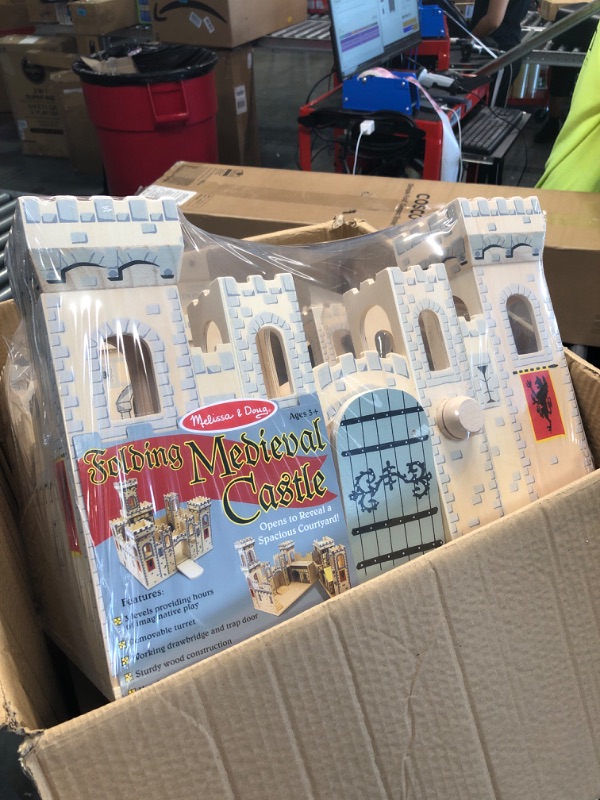 COSCO
Melissa & Doug
Ages 3+
Folding Medieval
Castle
Opens to Reveal a
Spacious Courtyard!
Features:
levels providing hours
of imaginative play
Removable turret
Working drawbridge and trap door
Sturdy wood construction